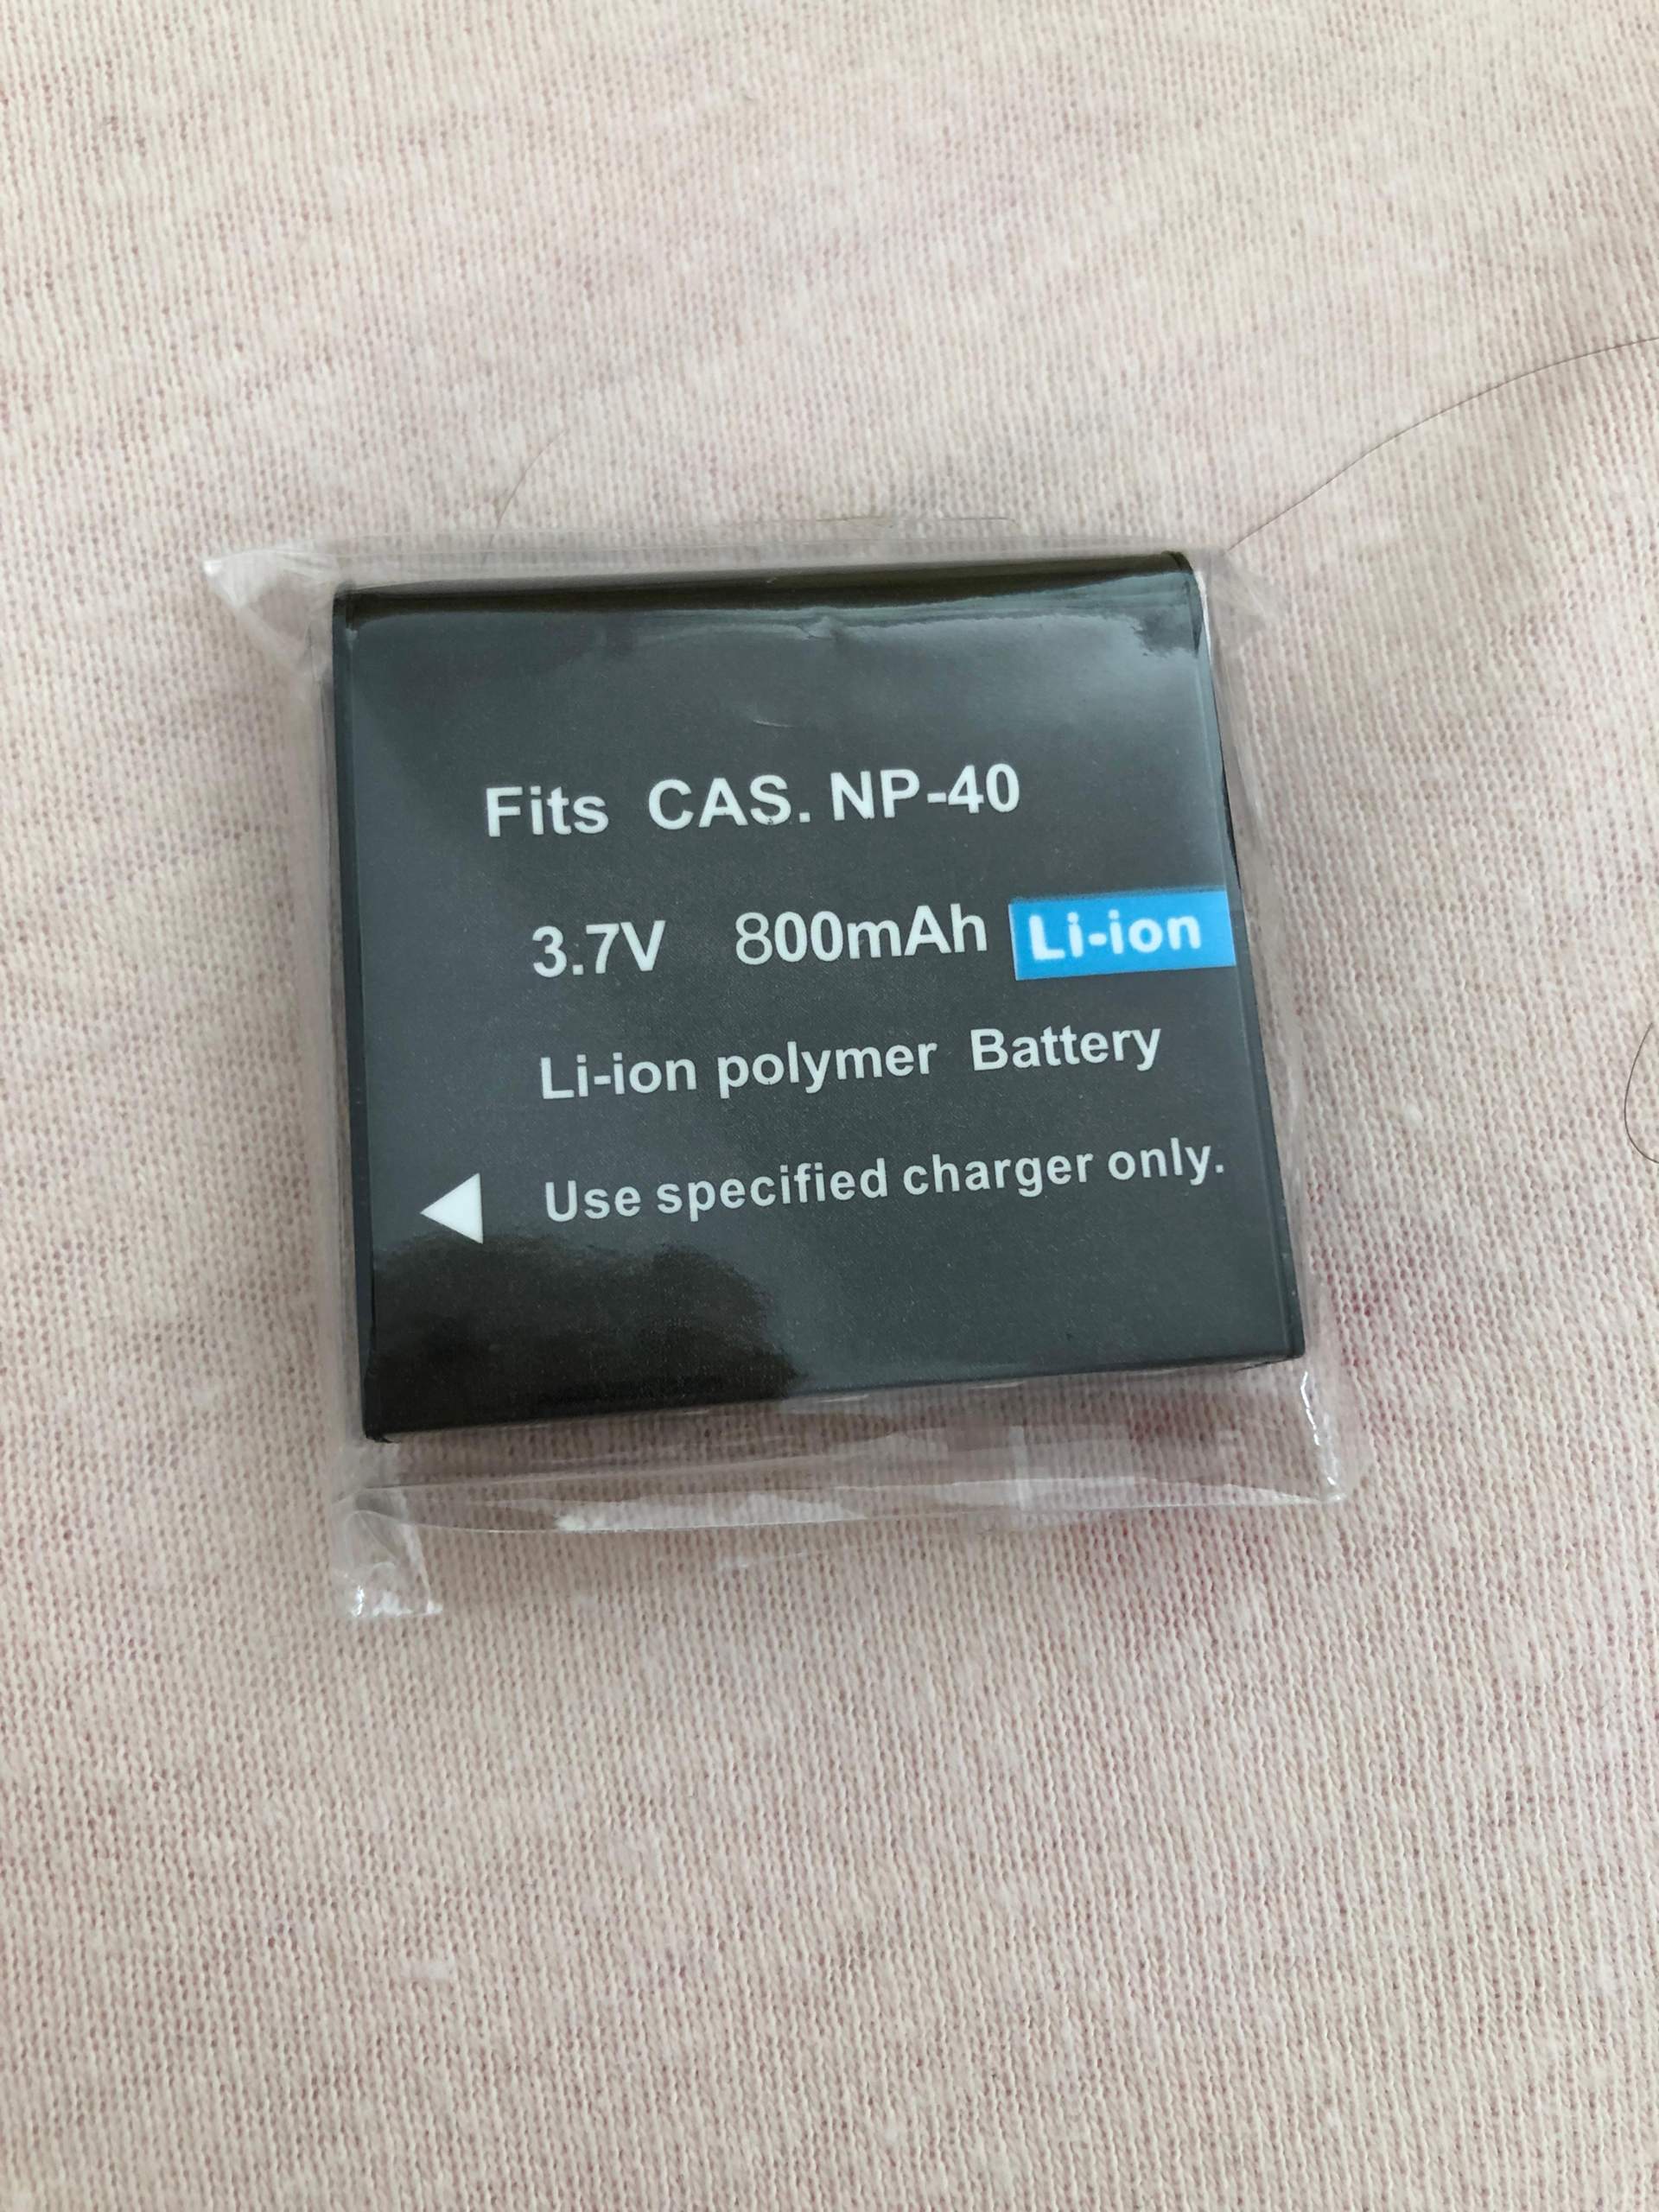 Fits CAS. NP-40
3.7V 800mAh Li-ion
Li-ion polymer Battery
Use specified charger only.